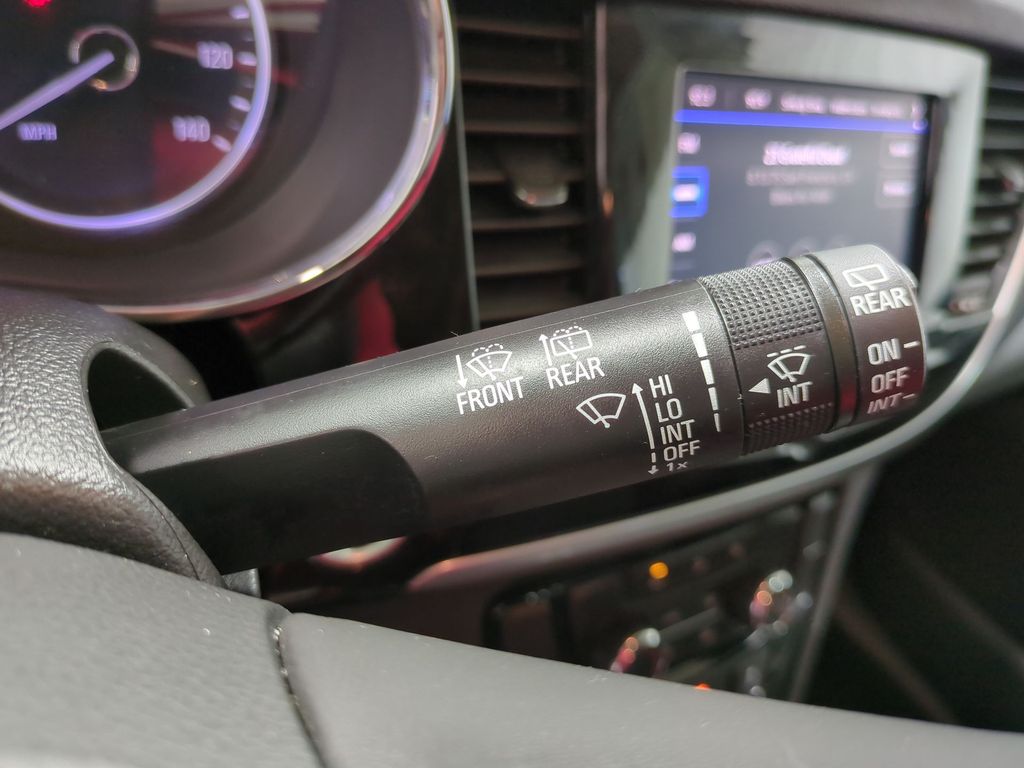 120
140
MPH
FRONT
REAR
HI
LO
INT
OFF
1x
INT
REAR
ON
OFF
INT